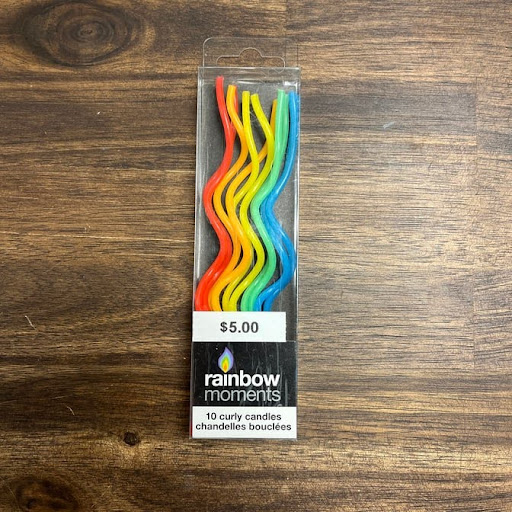 $5.00
rainbow
moments
10 curly candles
chandelles bouclées